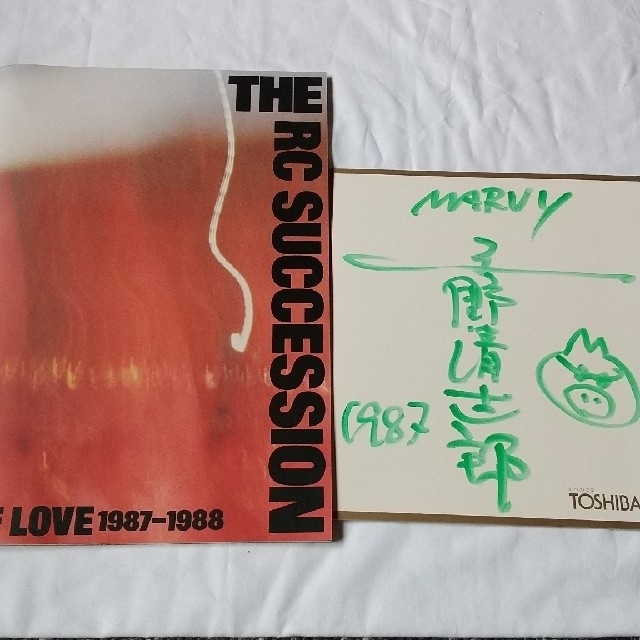 THE
RC SUCCESSION
F LOVE 1987-1988
MARVY
忌野清志郎
1987
TOSHIBA